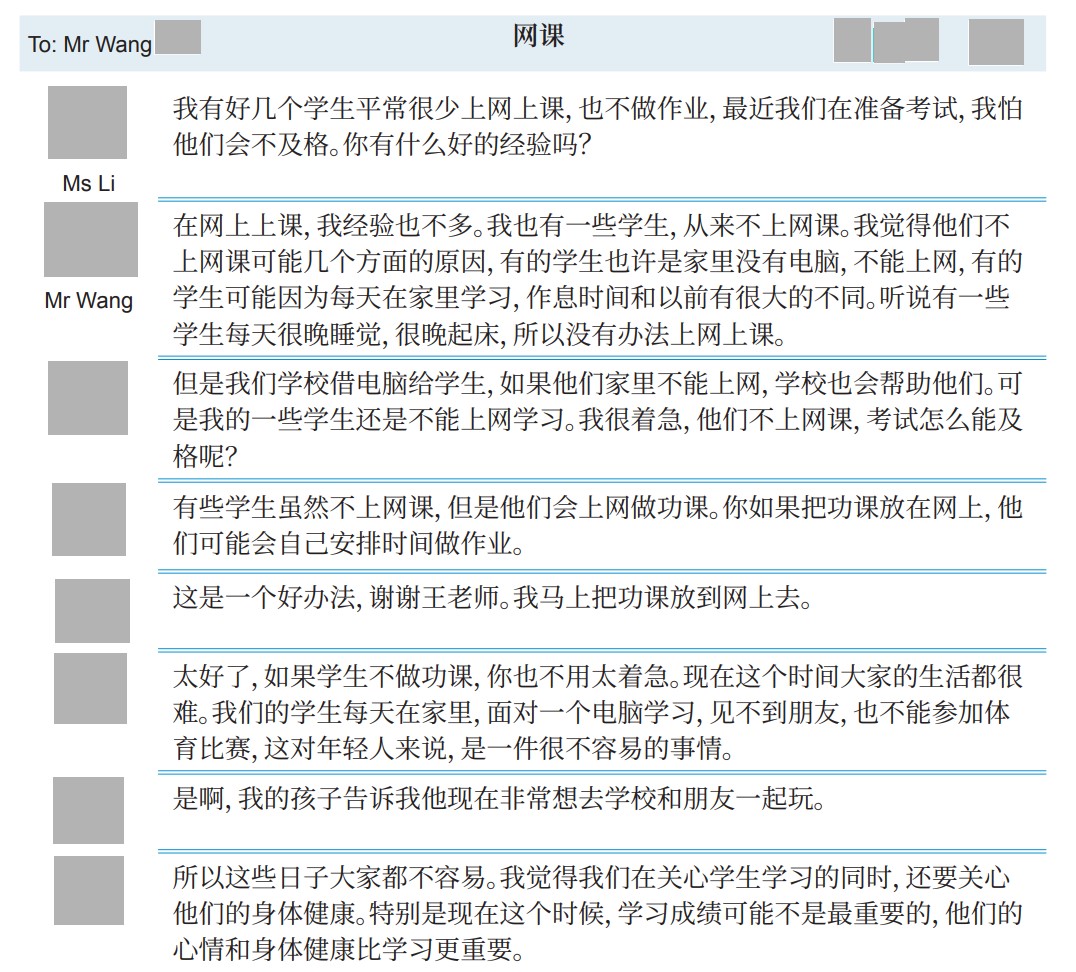 To: Mr Wang
网课
我有好几个学生平常很少上网上课, 也不做作业, 最近我们在准备考试, 我怕
他们会不及格。你有什么好的经验吗?
Ms Li
在网上上课, 我经验也不多。我也有一些学生, 从来不上网课。我觉得他们不
上网课可能几个方面的原因, 有的学生也许是家里没有电脑, 不能上网, 有的
学生可能因为每天在家里学习, 作息时间和以前有很大的不同。听说有一些
学生每天很晚睡觉, 很晚起床, 所以没有办法上网上课。
Mr Wang
但是我们学校借电脑给学生, 如果他们家里不能上网, 学校也会帮助他们。可
是我的一些学生还是不能上网学习。我很着急, 他们不上网课, 考试怎么能及
格呢?
有些学生虽然不上网课, 但是他们会上网做功课。你如果把功课放在网上, 他
们可能会自己安排时间做作业。
这是一个好办法, 谢谢王老师。我马上把功课放到网上去。
太好了, 如果学生不做功课, 你也不用太着急。现在这个时间大家的生活都很
难。我们的学生每天在家里, 面对一个电脑学习, 见不到朋友, 也不能参加体
育比赛, 这对年轻人来说, 是一件很不容易的事情。
是啊, 我的孩子告诉我他现在非常想去学校和朋友一起玩。
所以这些日子大家都不容易。我觉得我们在关心学生学习的同时, 还要关心
他们的身体健康。特别是现在这个时候, 学习成绩可能不是最重要的, 他们的
心情和身体健康比学习更重要。